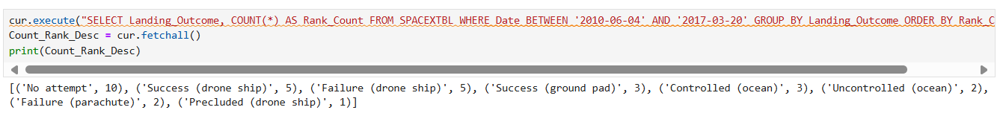 cur.execute("SELECT Landing_Outcome, COUNT(*) AS Rank_Count FROM SPACEXTBL WHERE Date BETWEEN '2010-06-04' AND '2017-03-20' GROUP BY Landing_Outcome ORDER BY Rank_C
Count_Rank_Desc = cur.fetchall()
print(Count_Rank_Desc)
[('No attempt', 10), ('Success (drone ship)', 5), ('Failure (drone ship)', 5), ('Success (ground pad)', 3), ('Controlled (ocean)', 3), ('Uncontrolled (ocean)', 2),
('Failure (parachute)', 2), ('Precluded (drone ship)', 1)]